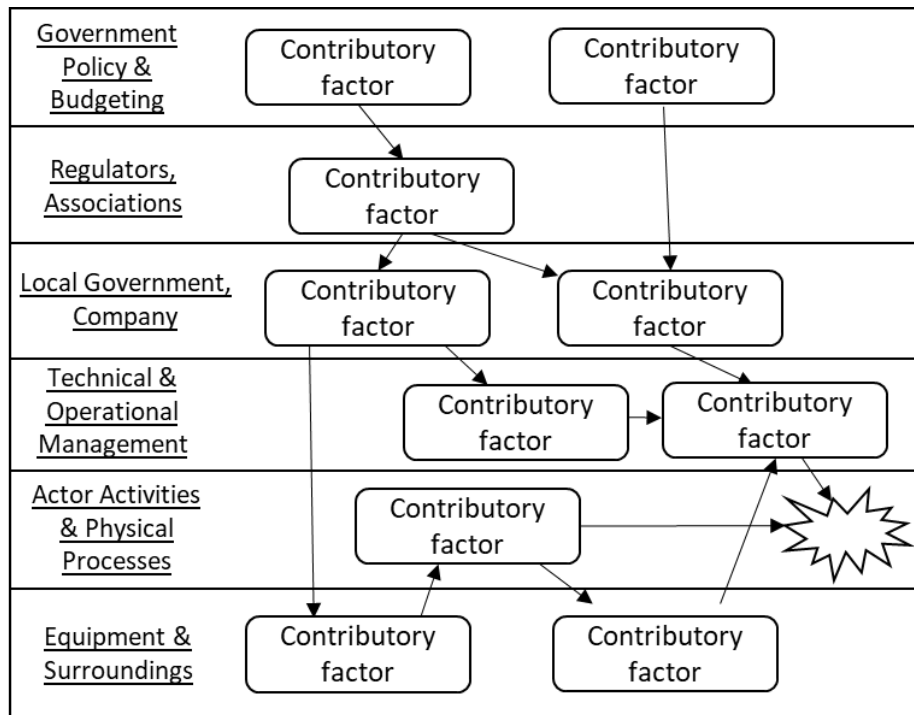 Government
Policy &
Budgeting
Contributory
factor
Contributory
factor
Regulators,
Associations
Contributory
factor
Local Government,
Company
Contributory
factor
Contributory
factor
Technical &
Operational
Management
Contributory
factor
Contributory
factor
Actor Activities
& Physical
Processes
Contributory
factor
Equipment &
Surroundings
Contributory
factor
Contributory
factor